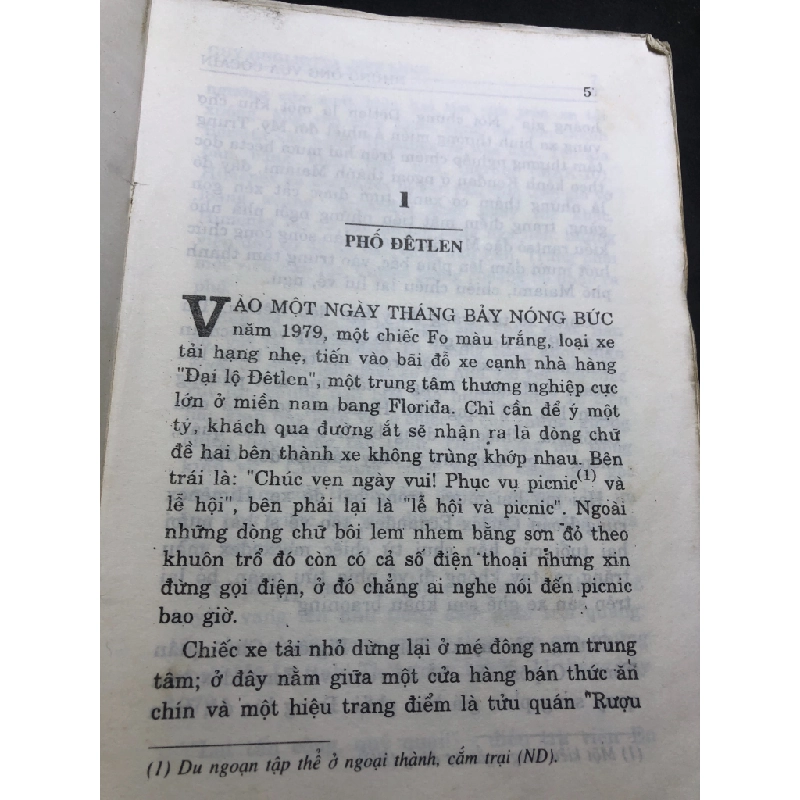 5
1
PHỐ ĐÊTLEN
VÀO MỘT NGÀY THÁNG BẢY NÓNG BỨC
năm 1979, một chiếc Fo màu trắng, loại xe
tải hạng nhẹ, tiến vào bãi đỗ xe cạnh nhà hàng
"Đại lộ Đêtlen", một trung tâm thương nghiệp cực
lớn ở miền nam bang Floriđa. Chỉ cần để ý một
tỷ, khách qua đường ắt sẽ nhận ra là dòng chữ
đề hai bên thành xe không trùng khớp nhau. Bên
trái là: "Chúc vẹn ngày vui! Phục vụ picnic(1) và
lễ hội", bên phải lại là "lễ hội và picnic". Ngoài
những dòng chữ bôi lem nhem bằng sơn đỏ theo
khuôn trổ đó còn có cả số điện thoại nhưng xin
đừng gọi điện, ở đó chẳng ai nghe nói đến picnic
bao giờ.
Chiếc xe tải nhỏ dừng lại ở mé đông nam trung
tâm; ở đây nằm giữa một cửa hàng bán thức ăn
chín và một hiệu trang điểm là tửu quán "Rượu
(1) Du ngoạn tập thể ở ngoại thành, cắm trại (ND).